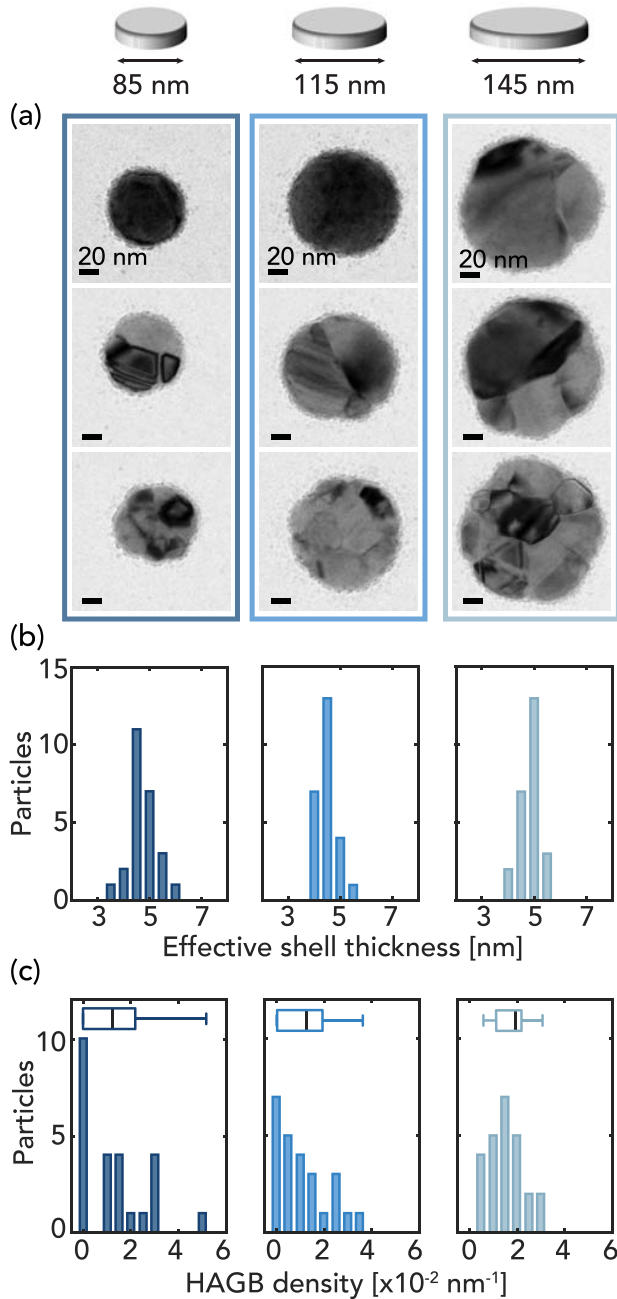 85 nm 115 nm 145 nm
(a)
20 nm 20 nm 20 nm
(b)
15
10
5
0
Particles
3 5 7 3 5 7 3 5 7
Effective shell thickness [nm]
(c)
10
5
0
Particles
0 2 4 6 0 2 4 6 0 2 4 6
HAGB density [x10⁻² nm⁻¹]